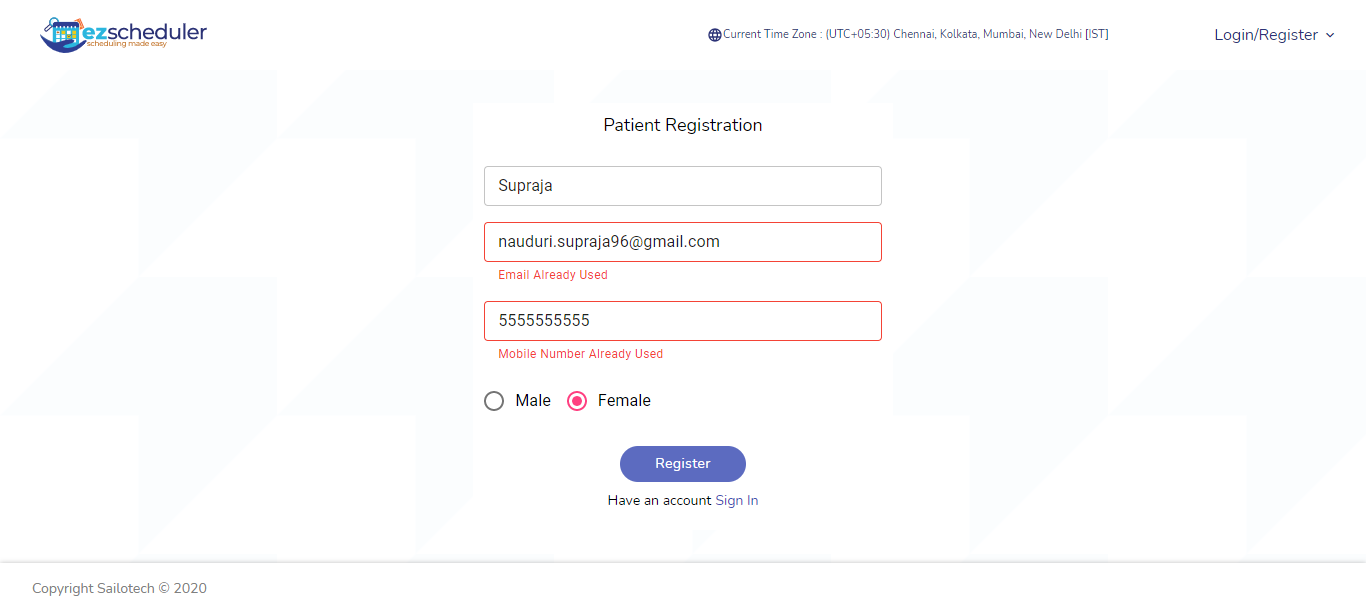 ezscheduler
scheduling made easy
Current Time Zone : (UTC+05:30) Chennai, Kolkata, Mumbai, New Delhi [IST]
Login/Register
Patient Registration
Supraja
nauduri.supraja96@gmail.com
Email Already Used
5555555555
Mobile Number Already Used
Male Female
Register
Have an account Sign In
Copyright Sailotech © 2020